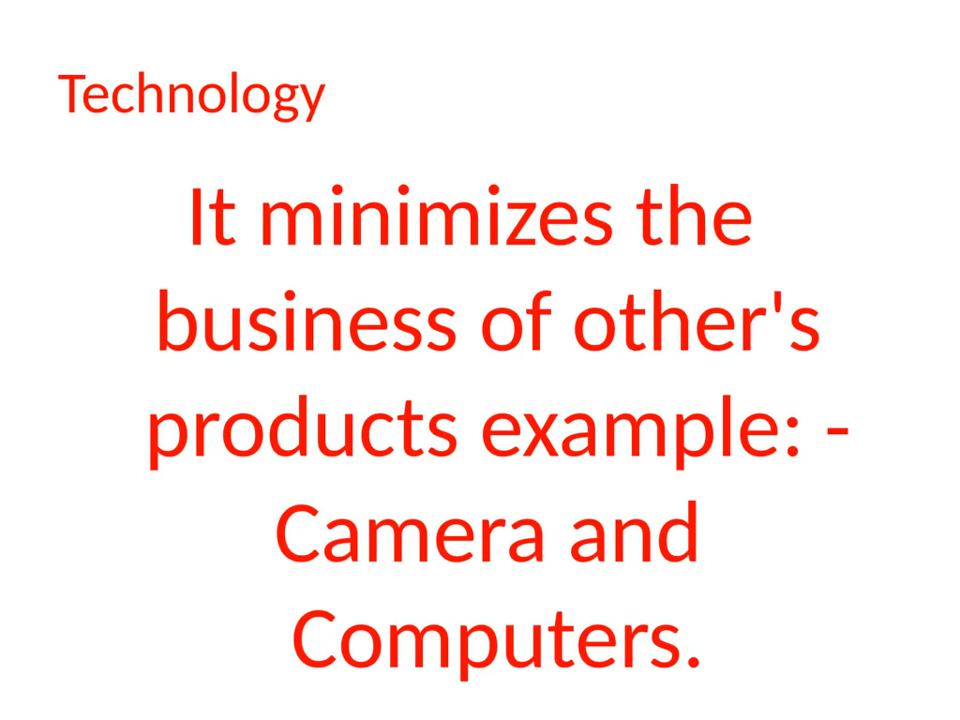 Technology
It minimizes the
business of other's
products example: -
Camera and
Computers.